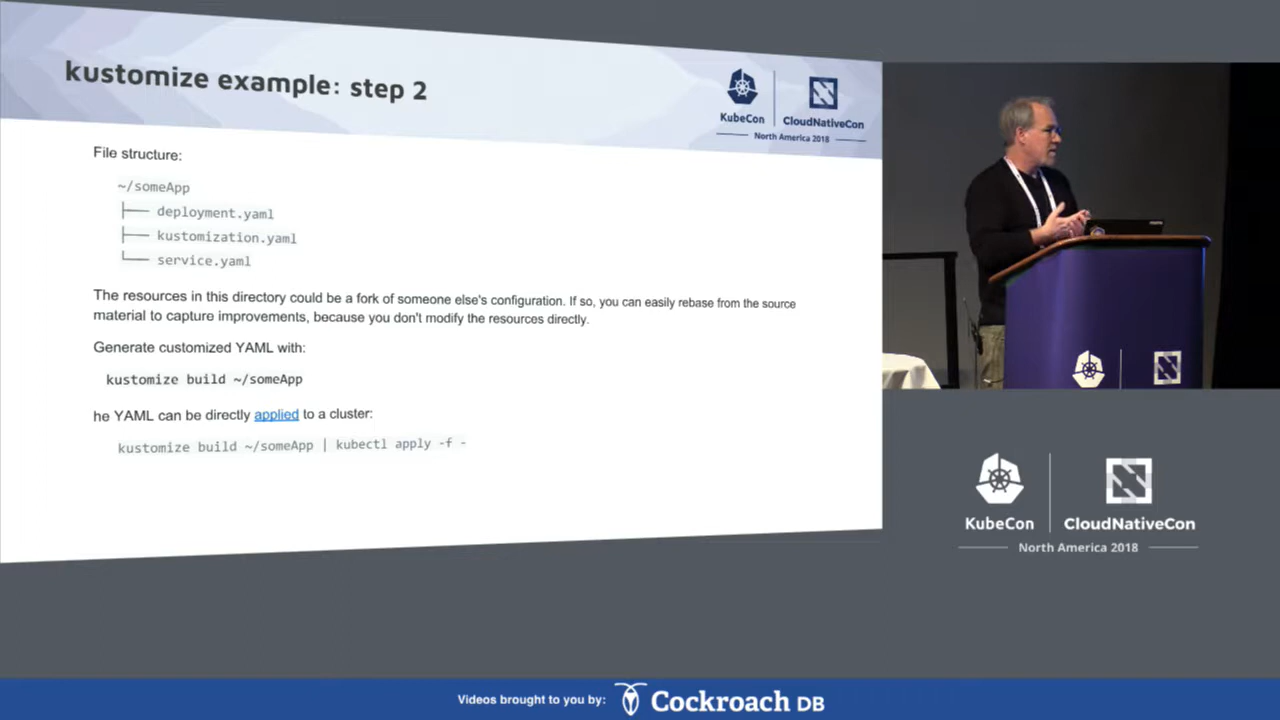 kustomize example: step 2
KubeCon
CloudNativeCon
North America 2018
File structure:
~/someApp
├── deployment.yaml
├── kustomization.yaml
└── service.yaml
The resources in this directory could be a fork of someone else's configuration. If so, you can easily rebase from the source
material to capture improvements, because you don't modify the resources directly.
Generate customized YAML with:
kustomize build ~/someApp
he YAML can be directly applied to a cluster:
kustomize build ~/someApp | kubectl apply -f -
KubeCon
CloudNativeCon
North America 2018
Videos brought to you by:
Cockroach DB